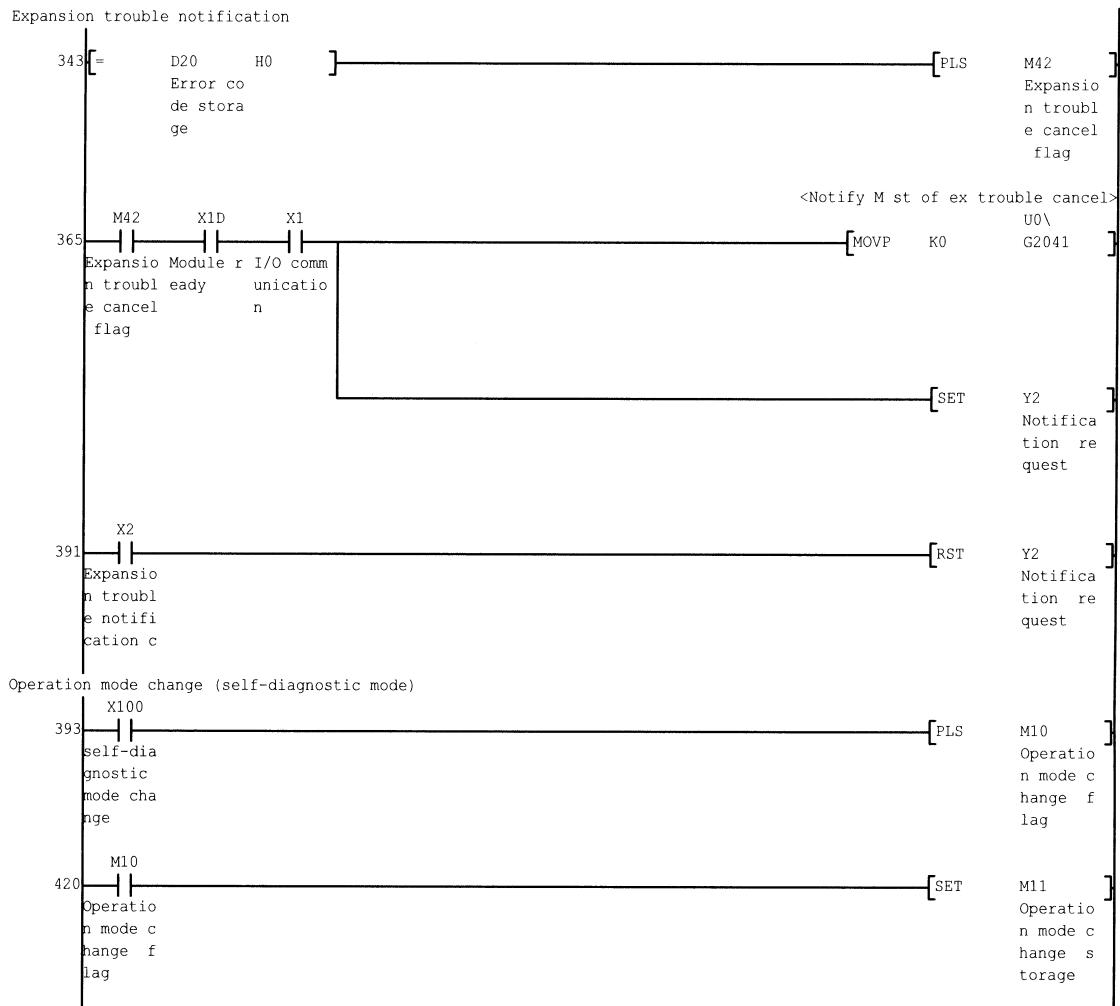 Expansion trouble notification
343 = D20 H0 PLS M42
Error co Expansio
de stora n troubl
ge e cancel
flag
<Notify M st of ex trouble cancel>
M42 X1D X1 U0\
365 MOVP K0 G2041
Expansio Module r I/O comm
n troubl eady unicatio
e cancel n
flag
SET Y2
Notifica
tion re
quest
X2
391 RST Y2
Expansio Notifica
n troubl tion re
e notifi quest
cation c
Operation mode change (self-diagnostic mode)
X100
393 PLS M10
self-dia Operatio
gnostic n mode c
mode cha hange f
nge lag
M10
420 SET M11
Operatio Operatio
n mode c n mode c
hange f hange s
lag torage